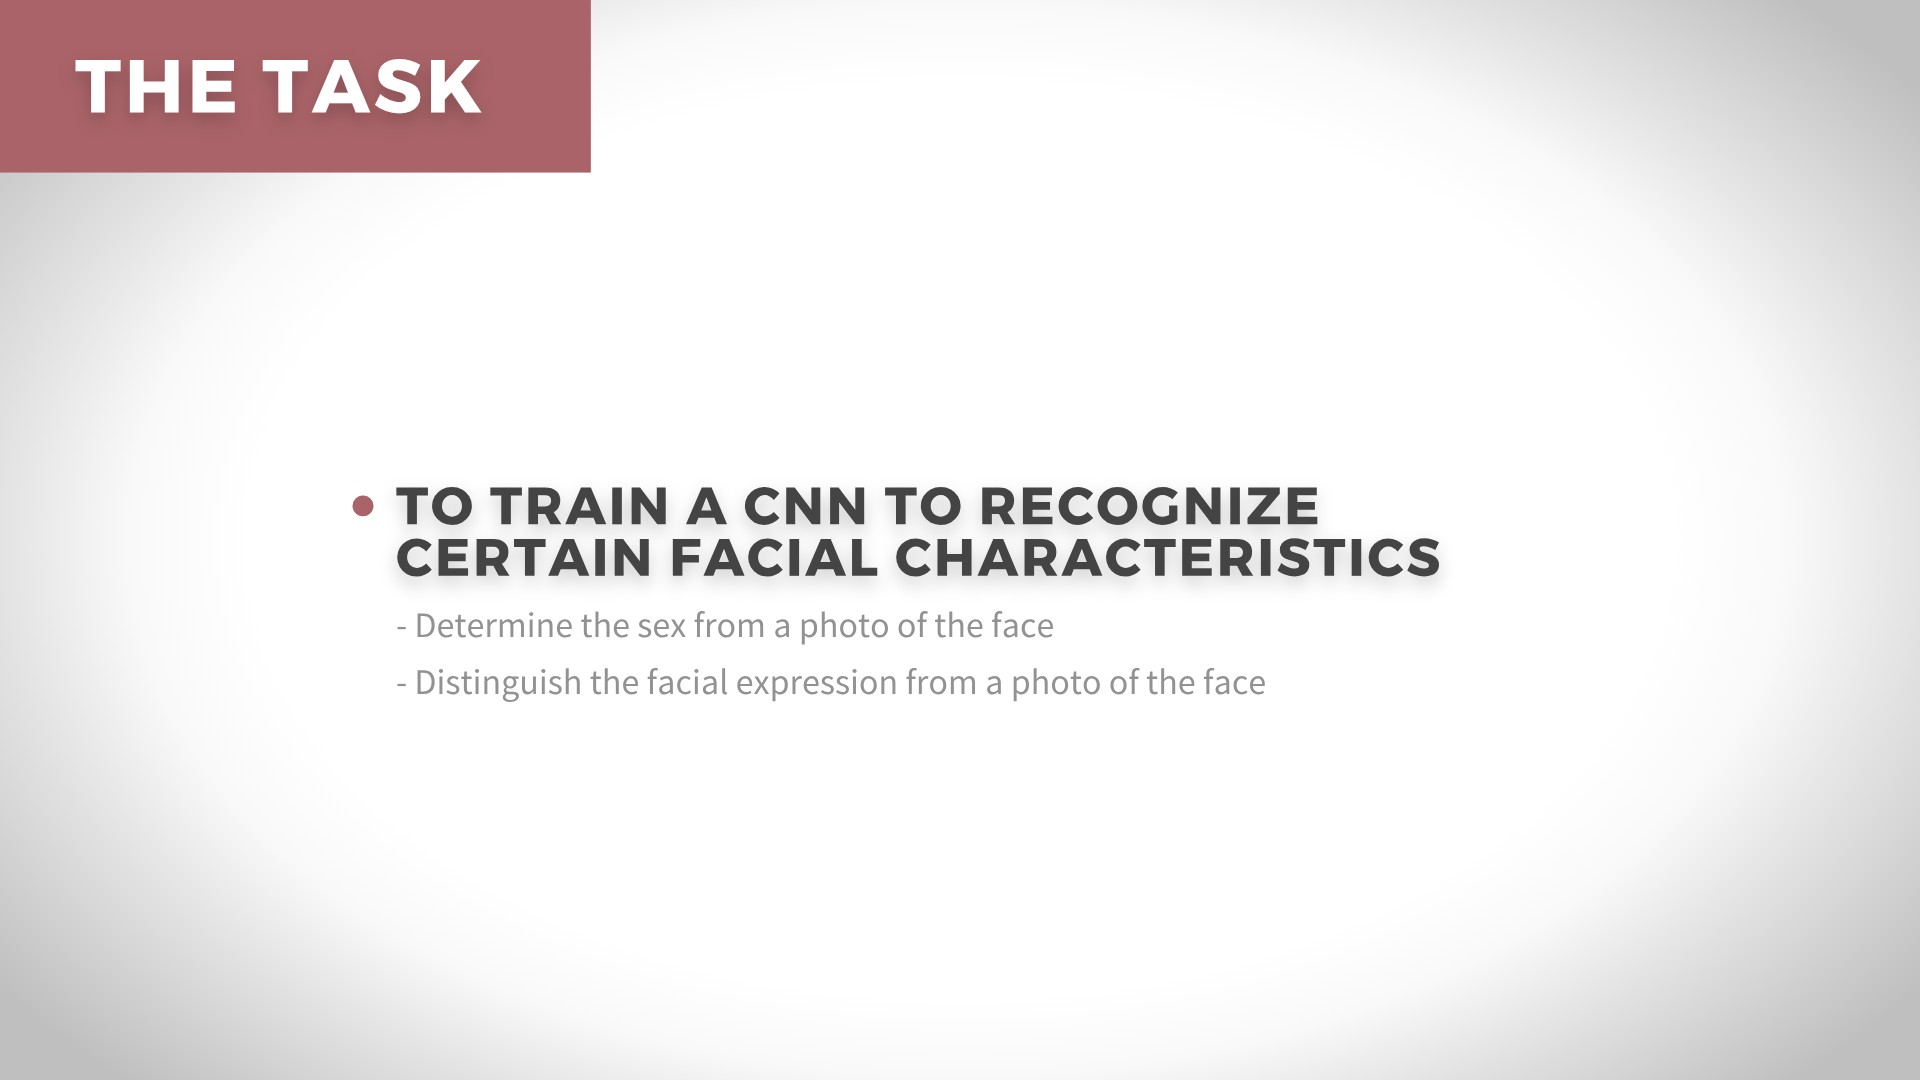 THE TASK
• TO TRAIN A CNN TO RECOGNIZE
CERTAIN FACIAL CHARACTERISTICS
- Determine the sex from a photo of the face
- Distinguish the facial expression from a photo of the face